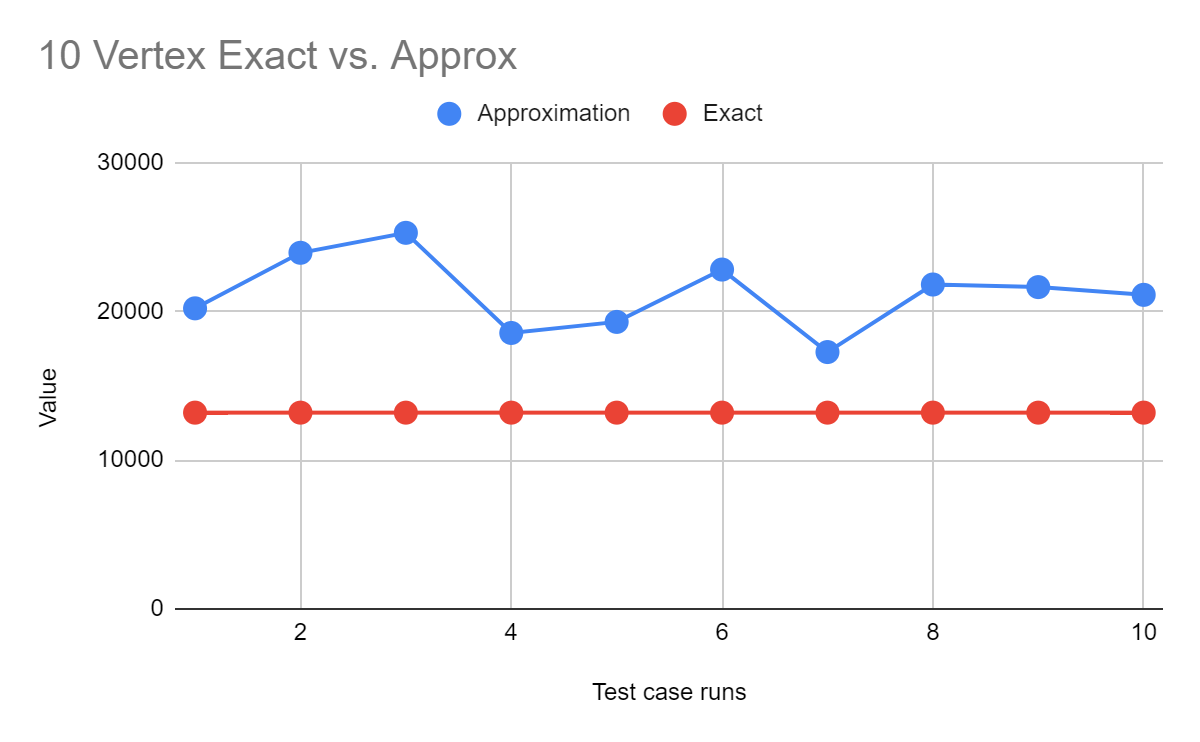 10 Vertex Exact vs. Approx
Approximation
Exact
30000
20000
10000
0
Value
2
4
6
8
10
Test case runs